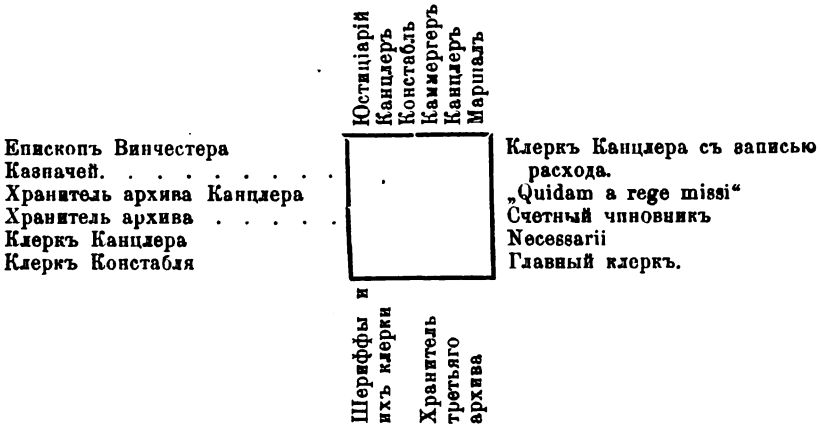 Юстиціарій
Канцлеръ
Констабль
Каммергеръ
Канцлеръ
Маршалъ
Епископъ Винчестера
Казначей. . . . . . . . .
Хранитель архива Канцлера
Хранитель архива . . . . . .
Клеркъ Канцлера
Клеркъ Констабля
Клеркъ Канцлера съ записью
расхода.
„Quidam a rege missi“
Счетный чиновникъ
Necessarii
Главный клеркъ.
Шериффы и
ихъ клерки
Хранитель
третьяго
архива